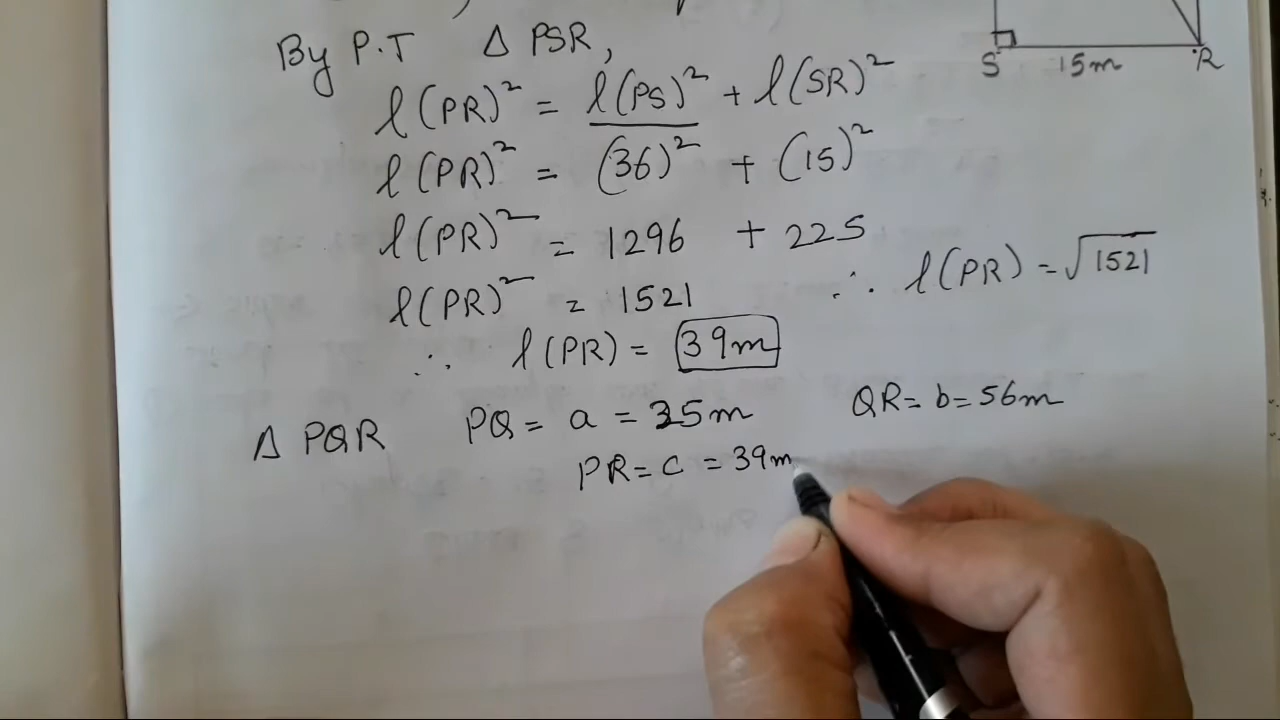 By P.T Δ PSR,
S 15m R
l(PR)² = l(PS)² + l(SR)²
l(PR)² = (36)² + (15)²
l(PR)² = 1296 + 225
l(PR)² = 1521 ∴ l(PR) = √1521
∴ l(PR) = 39m
Δ PQR PQ = a = 25m QR = b = 56m
PR = c = 39m